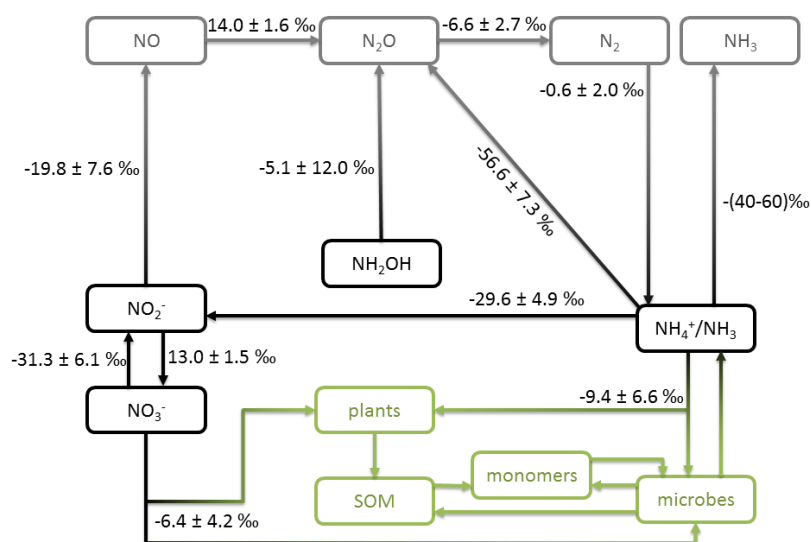 14.0 ± 1.6 ‰
-6.6 ± 2.7 ‰
NO
N₂O
N₂
NH₃
-0.6 ± 2.0 ‰
-19.8 ± 7.6 ‰
-5.1 ± 12.0 ‰
-56.6 ± 7.3 ‰
-(40-60)‰
NH₂OH
-29.6 ± 4.9 ‰
NO₂⁻
NH₄⁺/NH₃
-31.3 ± 6.1 ‰
13.0 ± 1.5 ‰
-9.4 ± 6.6 ‰
NO₃⁻
plants
monomers
SOM
microbes
-6.4 ± 4.2 ‰